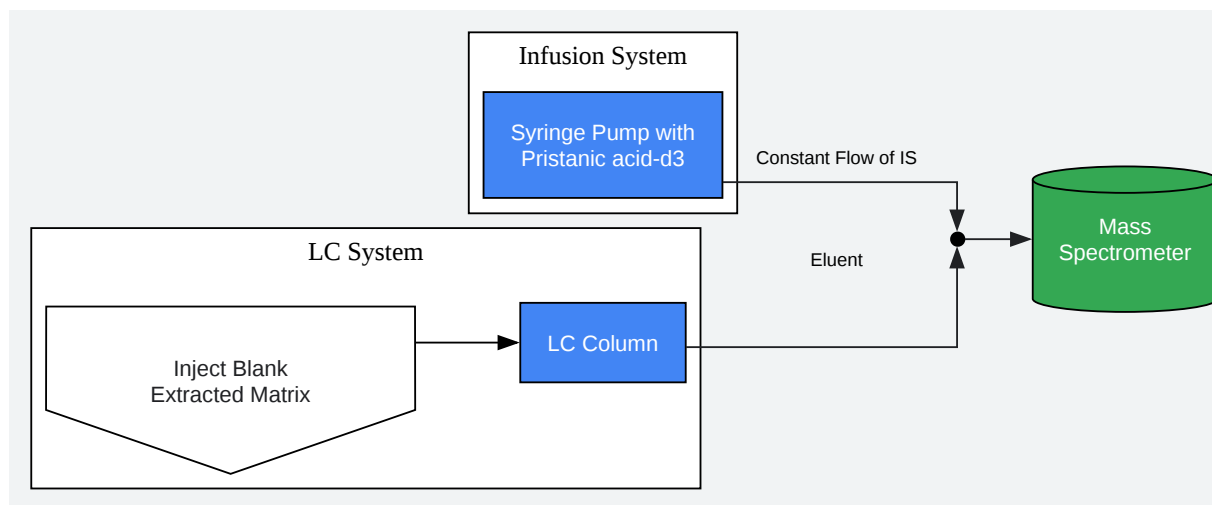 Infusion System
Syringe Pump with
Pristanic acid-d3
Constant Flow of IS
Mass
Spectrometer
LC System
Eluent
Inject Blank
Extracted Matrix
LC Column